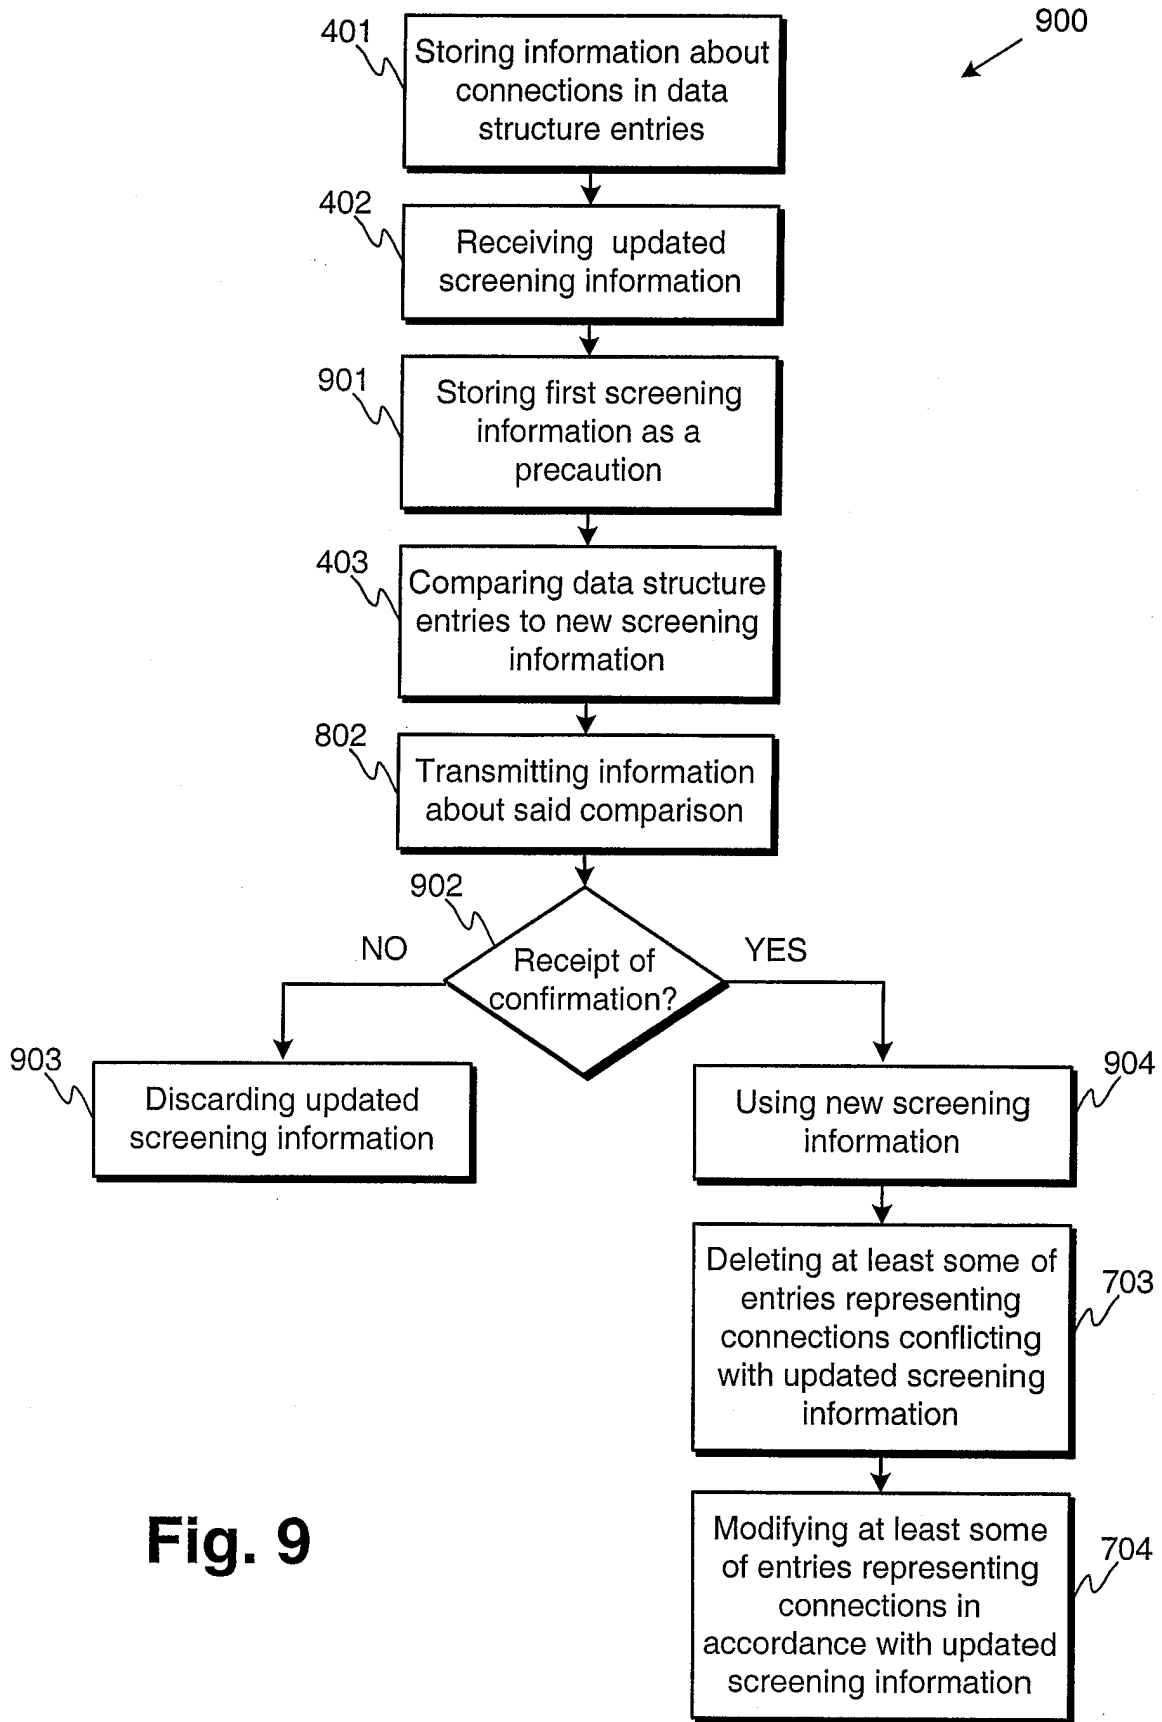 900
401
Storing information about
connections in data
structure entries
402
Receiving updated
screening information
901
Storing first screening
information as a
precaution
403
Comparing data structure
entries to new screening
information
802
Transmitting information
about said comparison
902
NO
YES
Receipt of
confirmation?
903
Discarding updated
screening information
904
Using new screening
information
703
Deleting at least some of
entries representing
connections conflicting
with updated screening
information
704
Modifying at least some
of entries representing
connections in
accordance with updated
screening information
Fig. 9